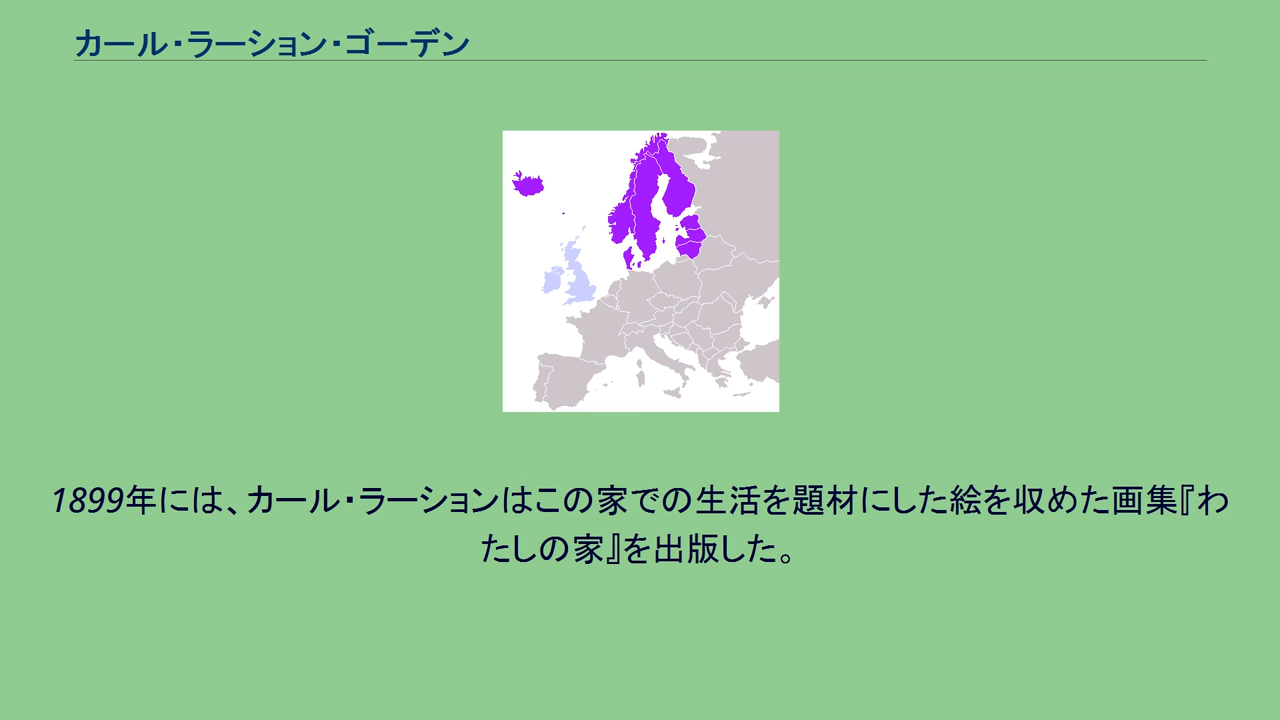 カール・ラーション・ゴーデン
1899年には、カール・ラーションはこの家での生活を題材にした絵を収めた画集『わ
たしの家』を出版した。